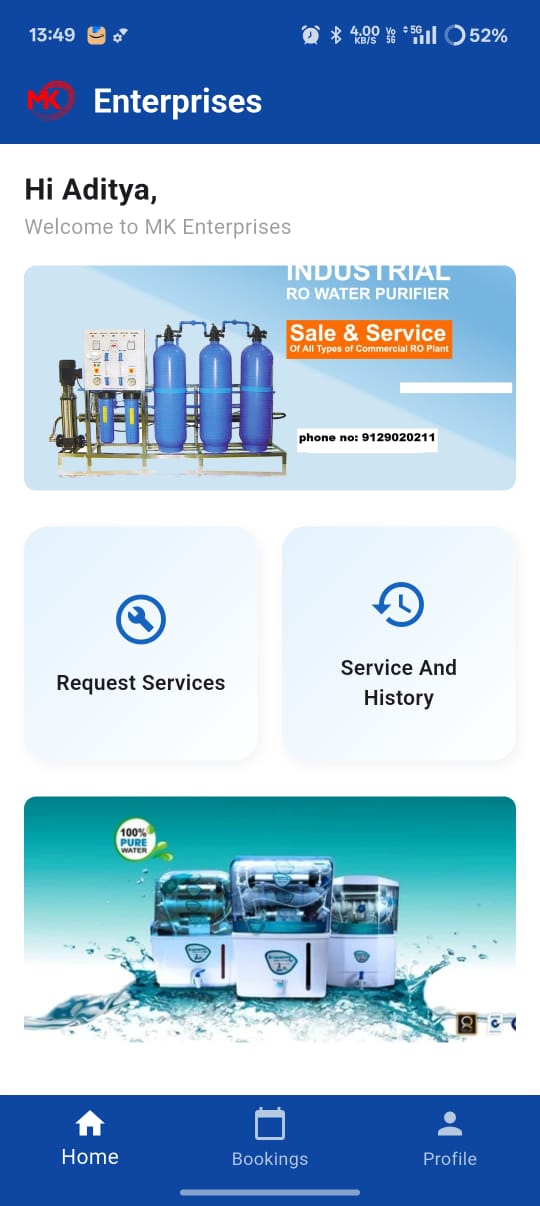 13:49
4.00 KB/S
Vo 5G
5G
52%
MK
Enterprises
Hi Aditya,
Welcome to MK Enterprises
INDUSTRIAL
RO WATER PURIFIER
Sale & Service
Of All Types of Commercial RO Plant
phone no: 9129020211
Request Services
Service And
History
100%
PURE
WATER
Home
Bookings
Profile